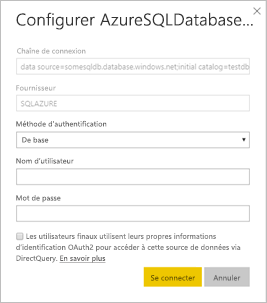 Configurer AzureSQLDatabase...
Chaîne de connexion
data source=somesqldb.database.windows.net;initial catalog=testdb
Fournisseur
SQLAZURE
Méthode d'authentification
De base
Nom d'utilisateur
Mot de passe
Les utilisateurs finaux utilisent leurs propres informations
d'identification OAuth2 pour accéder à cette source de données via
DirectQuery. En savoir plus
Se connecter Annuler